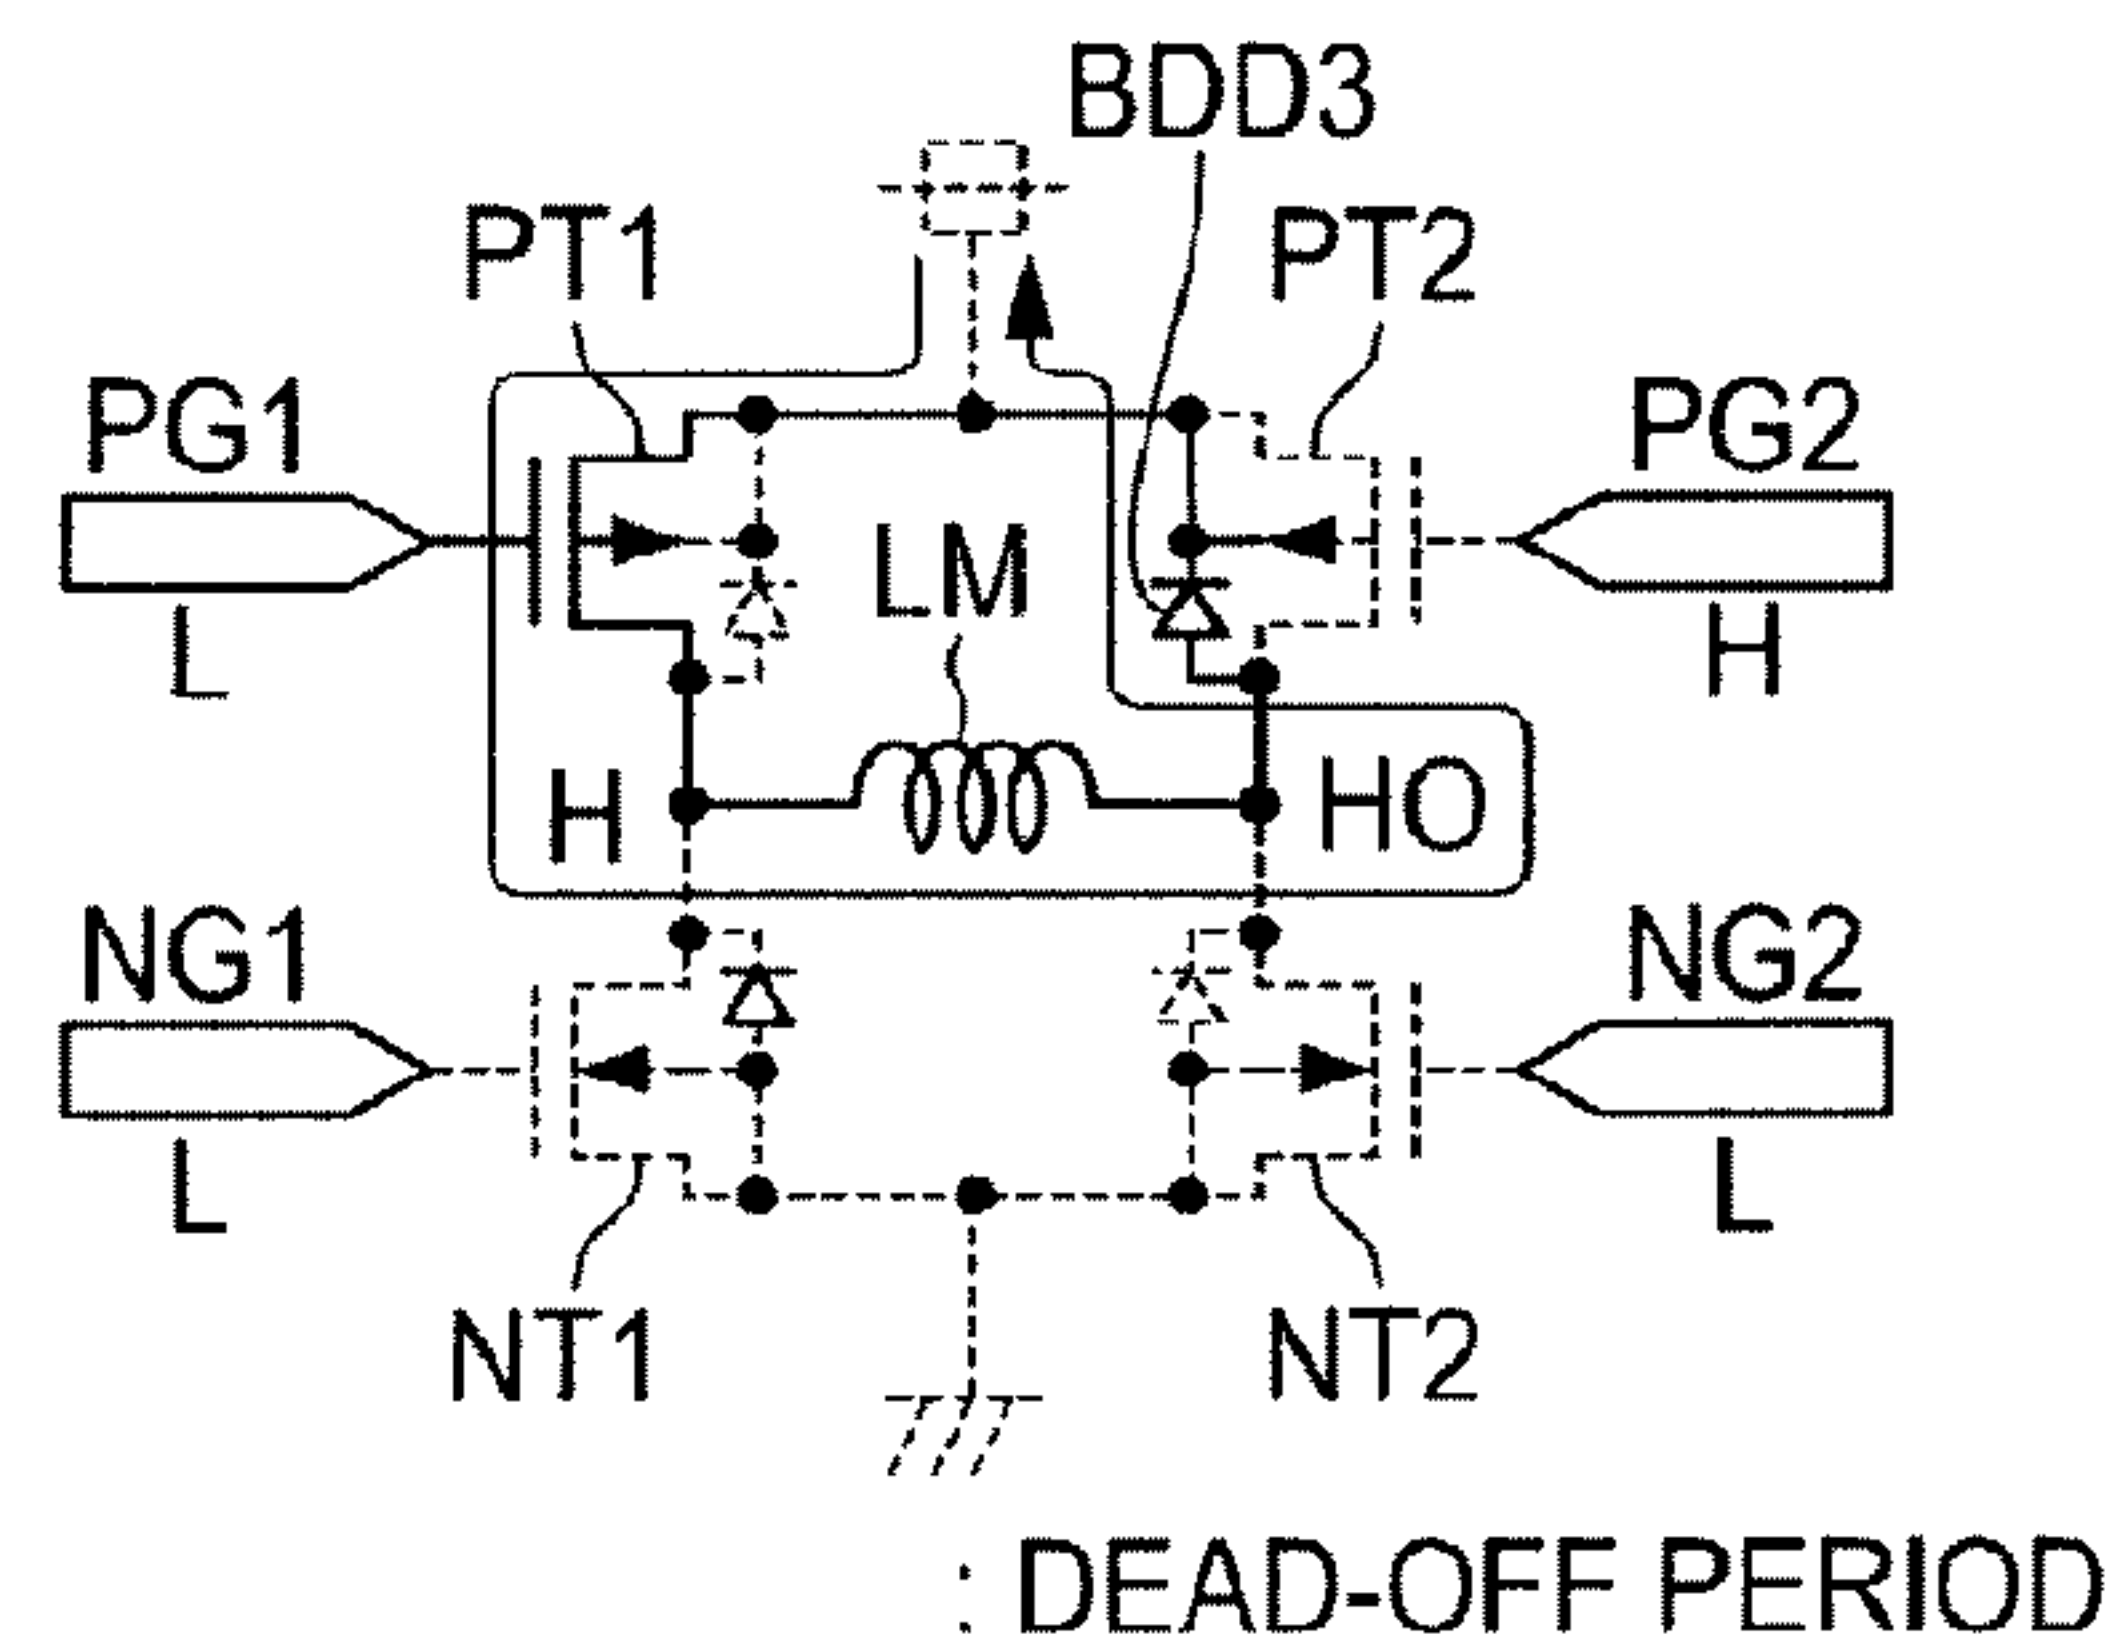 BDD3
PT1
PT2
PG1
PG2
LM
L
H
H
HO
NG1
NG2
L
L
NT1
NT2
: DEAD-OFF PERIOD